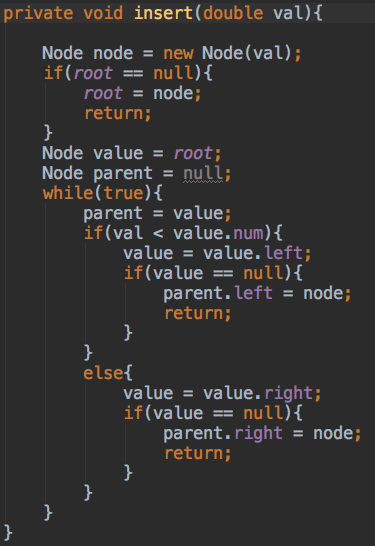 private void insert(double val){
Node node = new Node(val);
if(root == null){
root = node;
return;
}
Node value = root;
Node parent = null;
while(true){
parent = value;
if(val < value.num){
value = value.left;
if(value == null){
parent.left = node;
return;
}
}
else{
value = value.right;
if(value == null){
parent.right = node;
return;
}
}
}
}